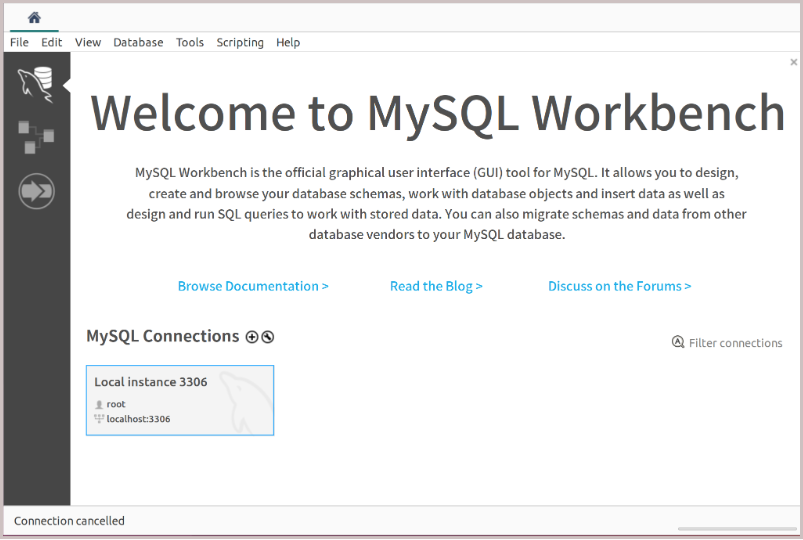 File Edit View Database Tools Scripting Help
Welcome to MySQL Workbench
MySQL Workbench is the official graphical user interface (GUI) tool for MySQL. It allows you to design,
create and browse your database schemas, work with database objects and insert data as well as
design and run SQL queries to work with stored data. You can also migrate schemas and data from other
database vendors to your MySQL database.
Browse Documentation > Read the Blog > Discuss on the Forums >
MySQL Connections
Filter connections
Local instance 3306
root
localhost:3306
Connection cancelled